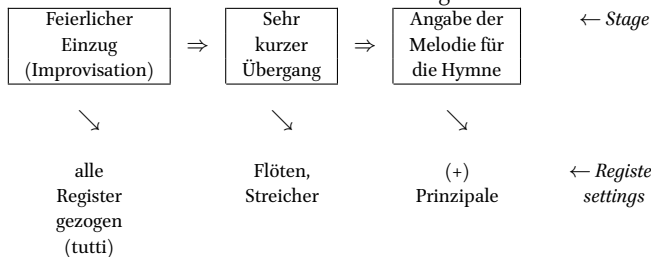 Feierlicher Einzug (Improvisation) ⇒ Sehr kurzer Übergang ⇒ Angabe der Melodie für die Hymne ← Stage
↘ ↘ ↘
alle Register gezogen (tutti) Flöten, Streicher (+) Prinzipale ← Registe settings